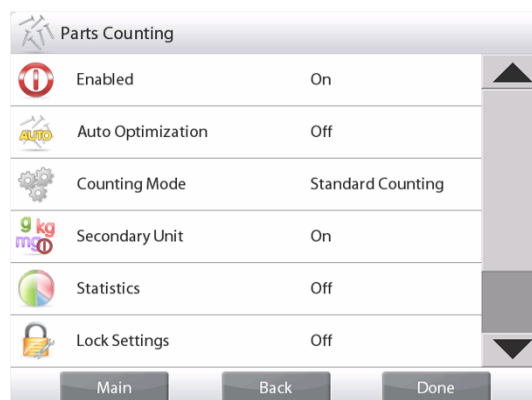 Parts Counting
Enabled On
AUTO Auto Optimization Off
Counting Mode Standard Counting
g kg
mg Secondary Unit On
Statistics Off
Lock Settings Off
Main Back Done